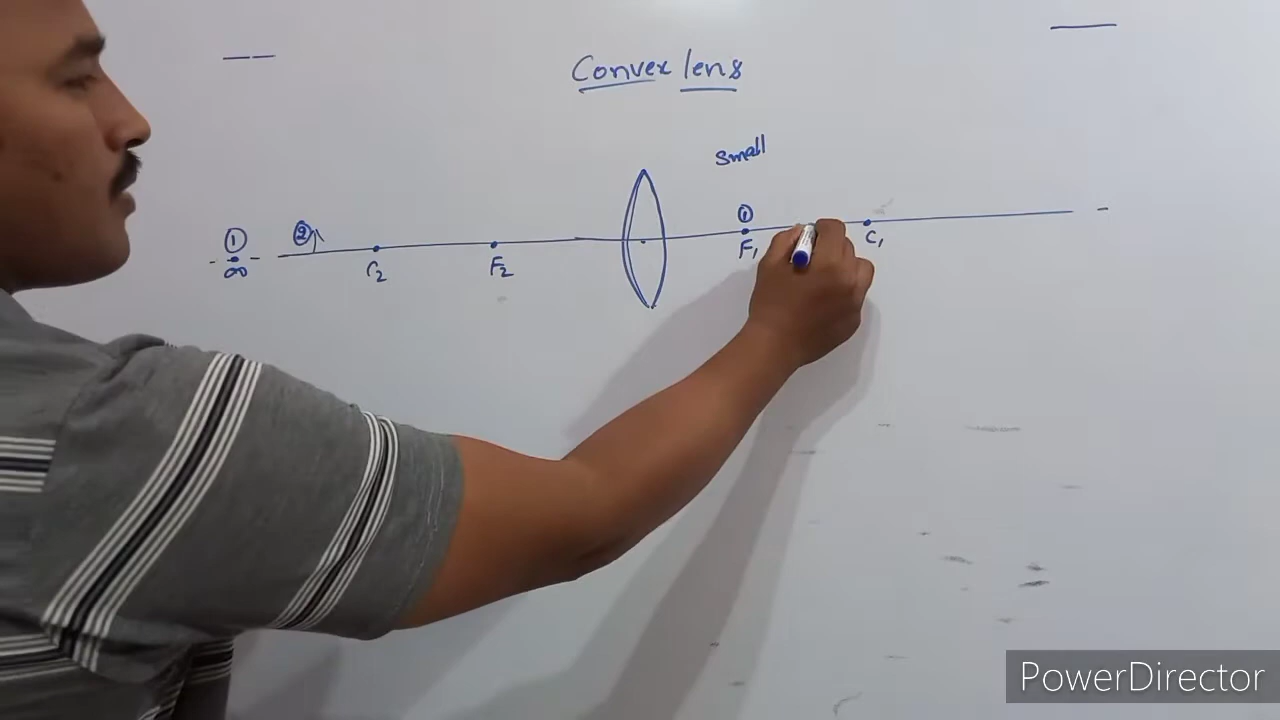 Convex lens
small
① ② ①
∞ C2 F2 F1 C1
PowerDirector